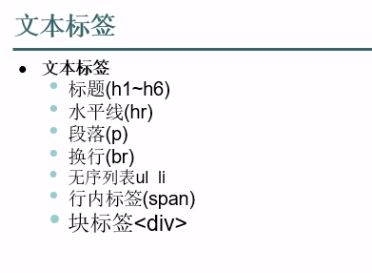 文本标签
文本标签
标题(h1~h6)
水平线(hr)
段落(p)
换行(br)
无序列表ul li
行内标签(span)
块标签<div>